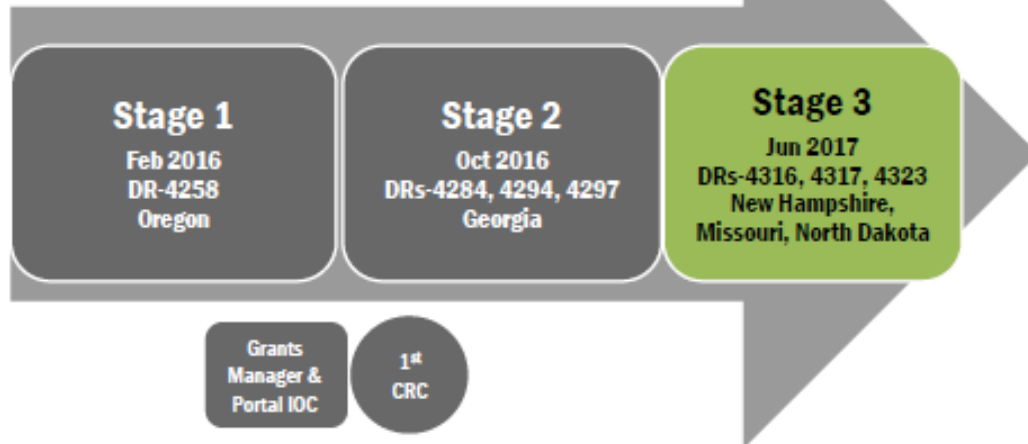 Stage 1
Feb 2016
DR-4258
Oregon
Stage 2
Oct 2016
DRs-4284, 4294, 4297
Georgia
Stage 3
Jun 2017
DRs-4316, 4317, 4323
New Hampshire,
Missouri, North Dakota
Grants
Manager &
Portal IOC
1st
CRC